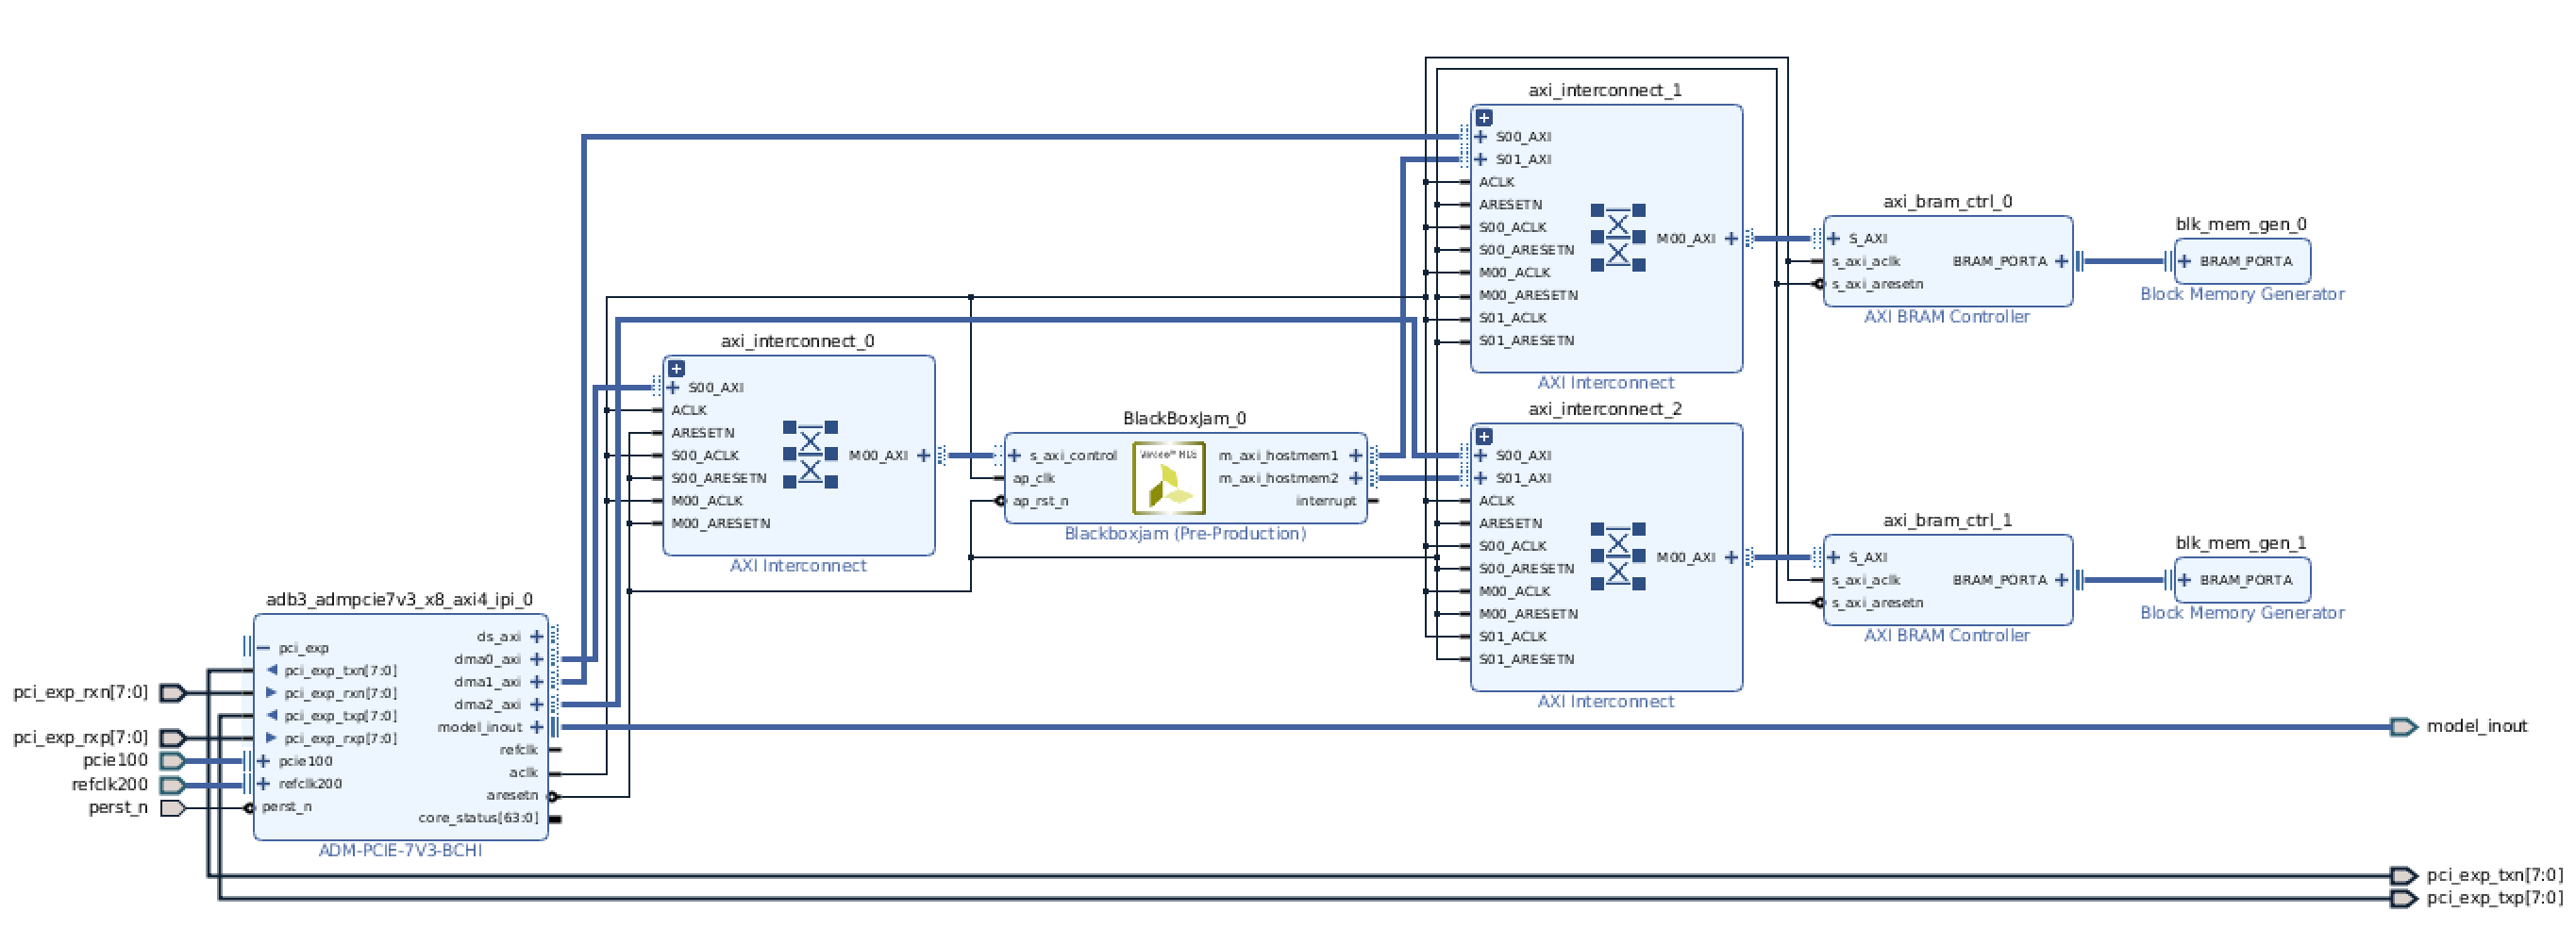 axi_interconnect_1
S00_AXI
S01_AXI
ACLK
ARESETN
S00_ACLK
S00_ARESETN
M00_ACLK
M00_ARESETN
S01_ACLK
S01_ARESETN
M00_AXI
AXI Interconnect
axi_bram_ctrl_0
S_AXI
s_axi_aclk
s_axi_aresetn
BRAM_PORTA
AXI BRAM Controller
blk_mem_gen_0
BRAM_PORTA
Block Memory Generator
axi_interconnect_0
S00_AXI
ACLK
ARESETN
S00_ACLK
S00_ARESETN
M00_ACLK
M00_ARESETN
M00_AXI
AXI Interconnect
BlackBoxJam_0
s_axi_control
ap_clk
ap_rst_n
m_axi_hostmem1
m_axi_hostmem2
interrupt
Blackboxjam (Pre-Production)
axi_interconnect_2
S00_AXI
S01_AXI
ACLK
ARESETN
S00_ACLK
S00_ARESETN
M00_ACLK
M00_ARESETN
S01_ACLK
S01_ARESETN
M00_AXI
AXI Interconnect
axi_bram_ctrl_1
S_AXI
s_axi_aclk
s_axi_aresetn
BRAM_PORTA
AXI BRAM Controller
blk_mem_gen_1
BRAM_PORTA
Block Memory Generator
adb3_admpcie7v3_x8_axi4_ipi_0
pci_exp
pci_exp_txn[7:0]
pci_exp_rxn[7:0]
pci_exp_txp[7:0]
pci_exp_rxp[7:0]
pcie100
refclk200
perst_n
ds_axi
dma0_axi
dma1_axi
dma2_axi
model_inout
refclk
aclk
aresetn
core_status[63:0]
ADM-PCIE-7V3-BCHI
pci_exp_rxn[7:0]
pci_exp_rxp[7:0]
pcie100
refclk200
perst_n
model_inout
pci_exp_txn[7:0]
pci_exp_txp[7:0]